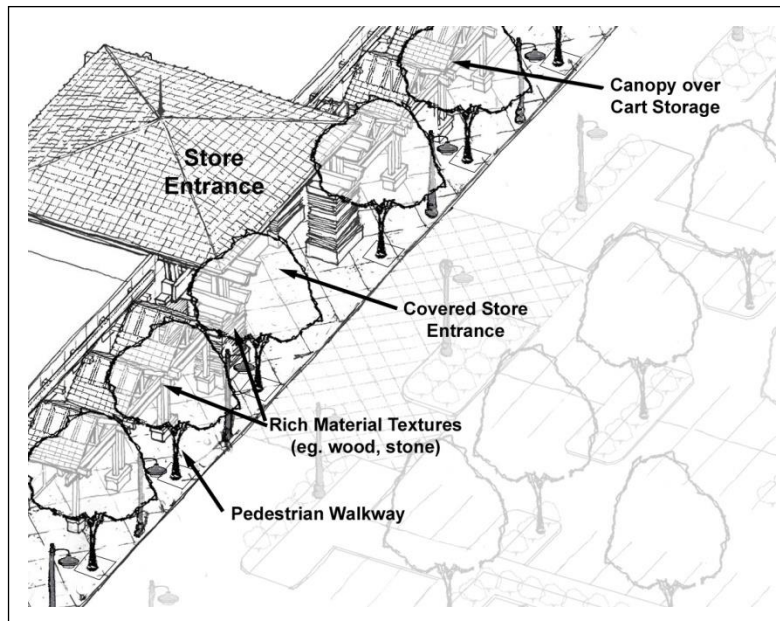 Canopy over
Cart Storage
Store
Entrance
Covered Store
Entrance
Rich Material Textures
(eg. wood, stone)
Pedestrian Walkway